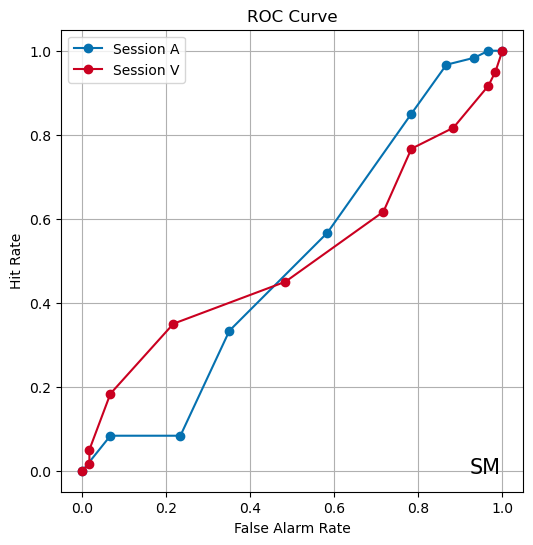 ROC Curve
Session A
Session V
1.0
0.8
0.6
0.4
0.2
0.0
Hit Rate
SM
0.0 0.2 0.4 0.6 0.8 1.0
False Alarm Rate